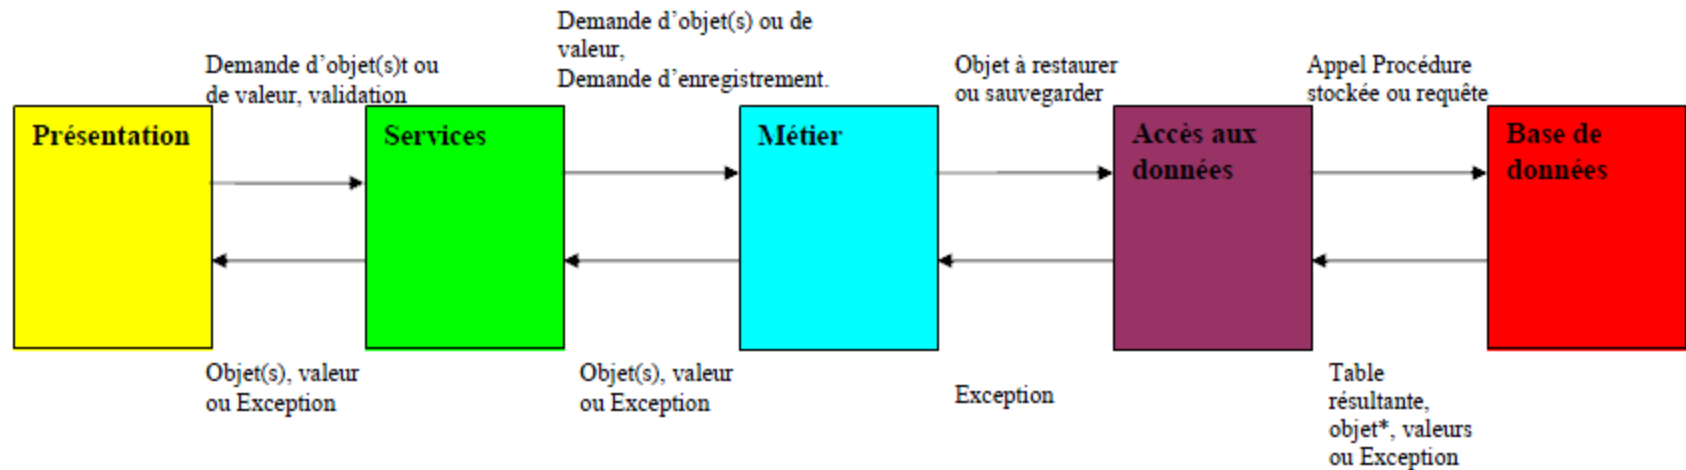 Demande d'objet(s)t ou
de valeur, validation
Demande d'objet(s) ou de
valeur,
Demande d'enregistrement.
Objet à restaurer
ou sauvegarder
Appel Procédure
stockée ou requête
Présentation
Services
Métier
Accès aux
données
Base de
données
Objet(s), valeur
ou Exception
Objet(s), valeur
ou Exception
Exception
Table
résultante,
objet*, valeurs
ou Exception